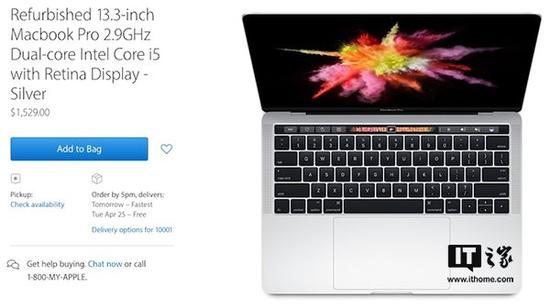 Refurbished 13.3-inch
Macbook Pro 2.9GHz
Dual-core Intel Core i5
with Retina Display -
Silver
$1,529.00
Add to Bag
Pickup:
Check availability
Order by 5pm, delivers:
Tomorrow – Fastest
Tue Apr 25 – Free
Delivery options for 10001
Get help buying. Chat now or call
1-800-MY-APPLE.
MacBook Pro
IT之家
www.ithome.com